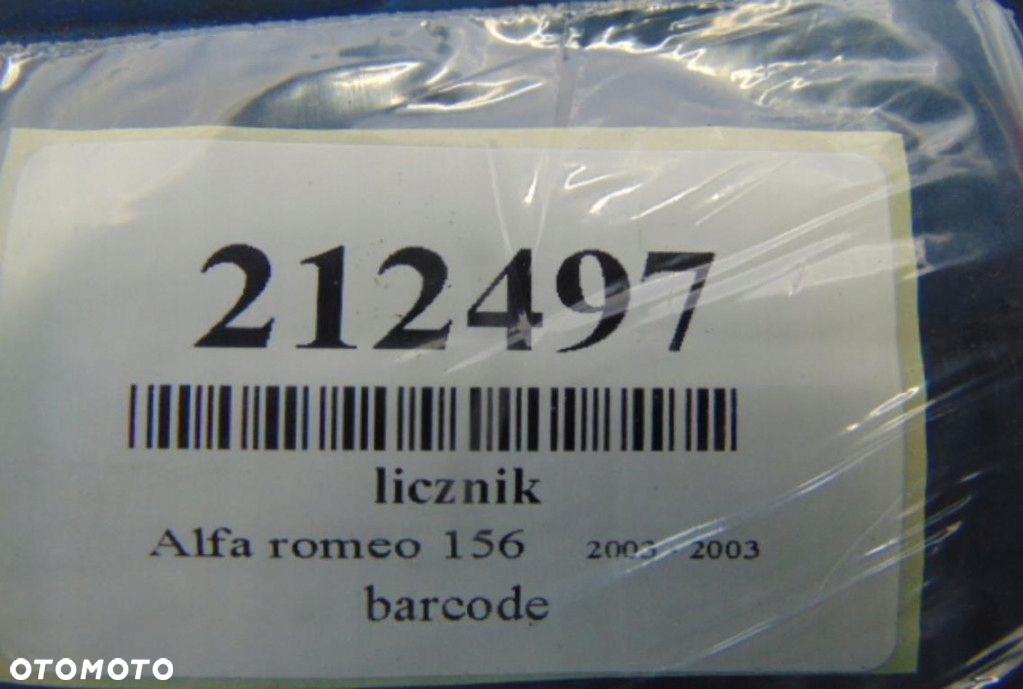 212497
licznik
Alfa romeo 156 2003 - 2003
barcode
OTOMOTO